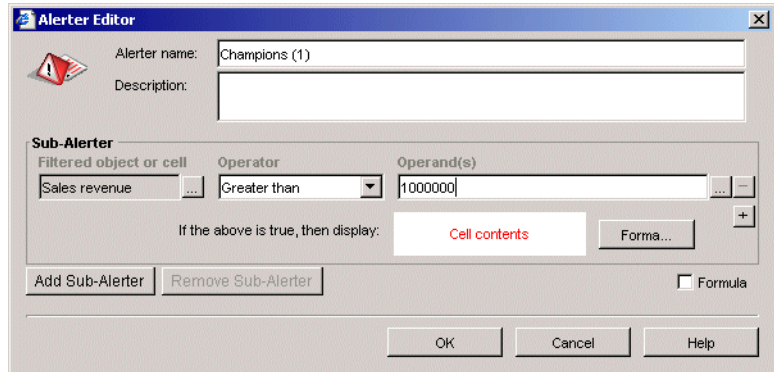 Alerter Editor
Alerter name: Champions (1)
Description:
Sub-Alerter
Filtered object or cell Operator Operand(s)
Sales revenue ... Greater than 1000000 ... −
+
If the above is true, then display: Cell contents Forma...
Add Sub-Alerter Remove Sub-Alerter Formula
OK Cancel Help